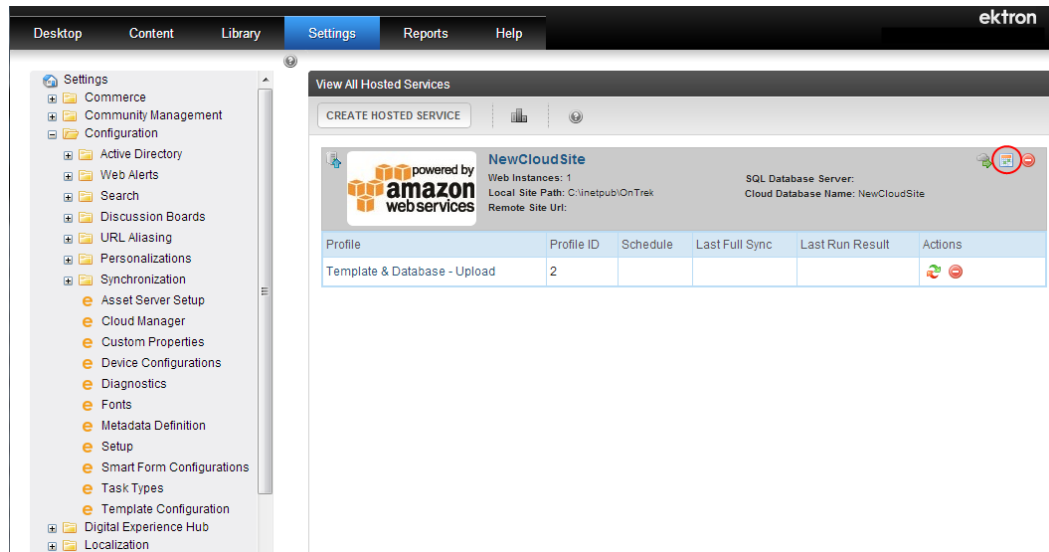 ektron
Desktop Content Library Settings Reports Help
Settings
Commerce
Community Management
Configuration
Active Directory
Web Alerts
Search
Discussion Boards
URL Aliasing
Personalizations
Synchronization
Asset Server Setup
Cloud Manager
Custom Properties
Device Configurations
Diagnostics
Fonts
Metadata Definition
Setup
Smart Form Configurations
Task Types
Template Configuration
Digital Experience Hub
Localization
View All Hosted Services
CREATE HOSTED SERVICE
powered by
amazon
webservices
NewCloudSite
Web Instances: 1
Local Site Path: C:\inetpub\OnTrek
Remote Site Url:
SQL Database Server:
Cloud Database Name: NewCloudSite
Profile Profile ID Schedule Last Full Sync Last Run Result Actions
Template & Database - Upload 2